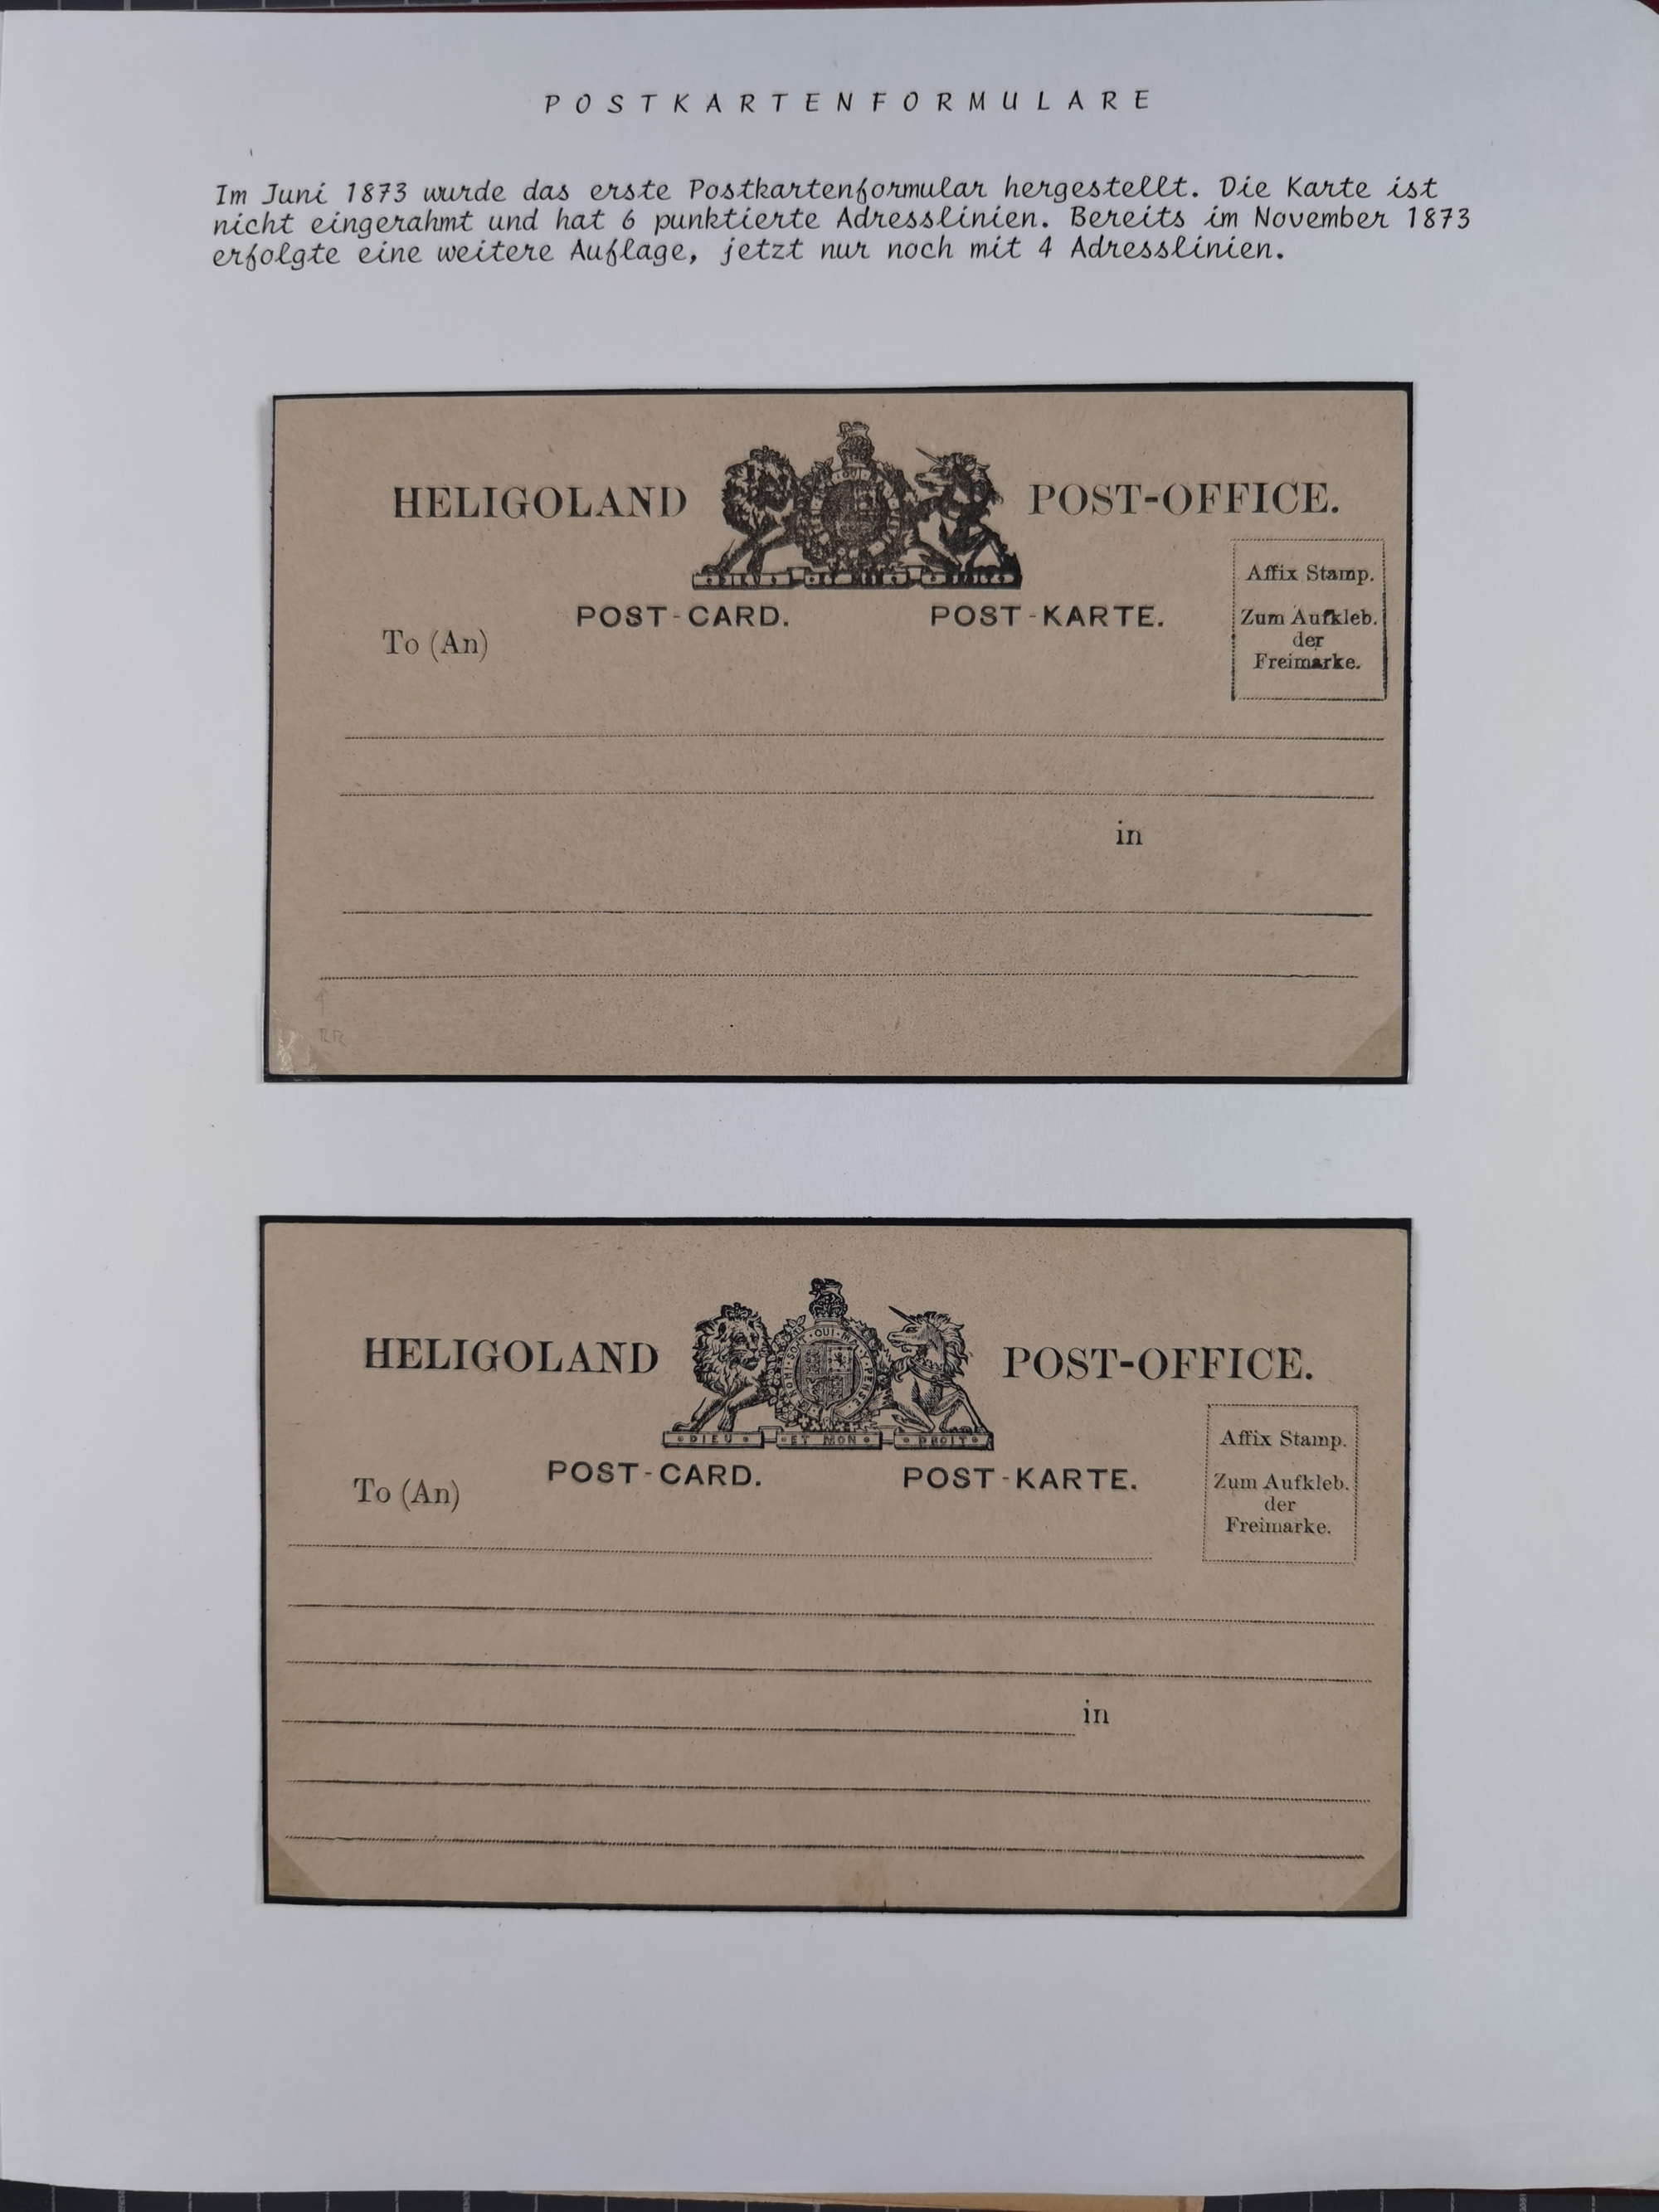 POSTKARTENFORMULARE
Im Juni 1873 wurde das erste Postkartenformular hergestellt. Die Karte ist
nicht eingerahmt und hat 6 punktierte Adresslinien. Bereits im November 1873
erfolgte eine weitere Auflage, jetzt nur noch mit 4 Adresslinien.
HELIGOLAND POST-OFFICE.
Affix Stamp.
Zum Aufkleb.
der
Freimarke.
POST-CARD. POST-KARTE.
To (An)
in
RR
HELIGOLAND POST-OFFICE.
DIEU ET MON DROIT
Affix Stamp.
Zum Aufkleb.
der
Freimarke.
POST-CARD. POST-KARTE.
To (An)
in